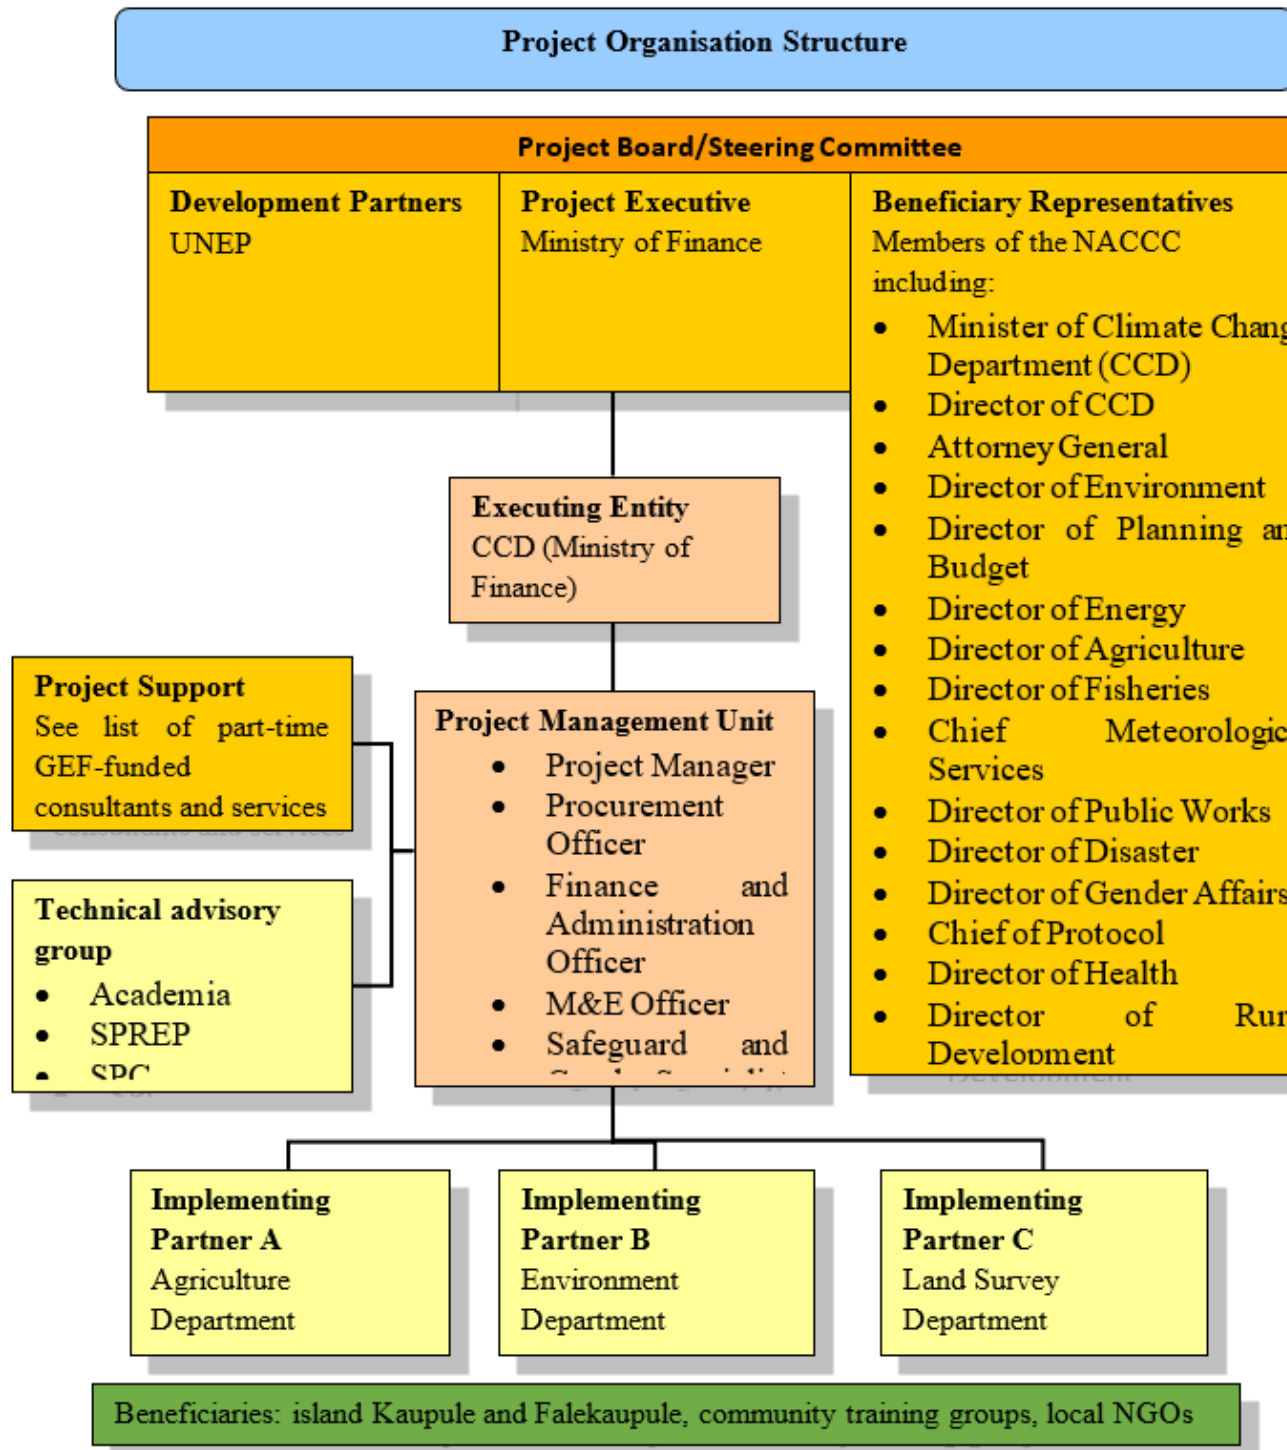 Project Organisation Structure
Project Board/Steering Committee
Development Partners
UNEP
Project Executive
Ministry of Finance
Beneficiary Representatives
Members of the NACCC
including:
• Minister of Climate Chang
Department (CCD)
• Director of CCD
• Attorney General
• Director of Environment
• Director of Planning an
Budget
• Director of Energy
• Director of Agriculture
• Director of Fisheries
• Chief Meteorologic
Services
• Director of Public Works
• Director of Disaster
• Director of Gender Affairs
• Chief of Protocol
• Director of Health
• Director of Rur
Development
Executing Entity
CCD (Ministry of
Finance)
Project Support
See list of part-time
GEF-funded
consultants and services
Technical advisory
group
• Academia
• SPREP
• SPC
Project Management Unit
• Project Manager
• Procurement
Officer
• Finance and
Administration
Officer
• M&E Officer
• Safeguard and
Implementing
Partner A
Agriculture
Department
Implementing
Partner B
Environment
Department
Implementing
Partner C
Land Survey
Department
Beneficiaries: island Kaupule and Falekaupule, community training groups, local NGOs